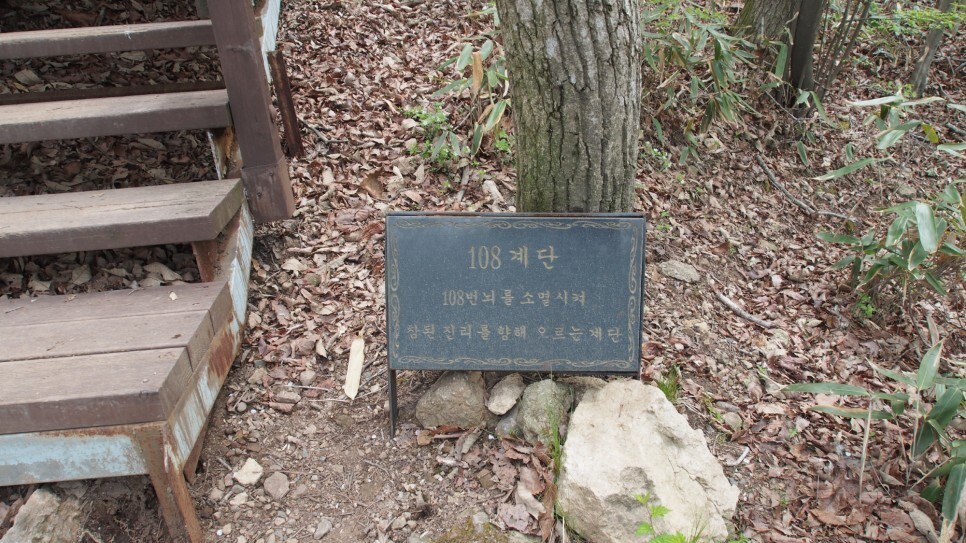 108 계단
108번뇌를 소멸시켜
참된 진리를 향해 오르는 계단